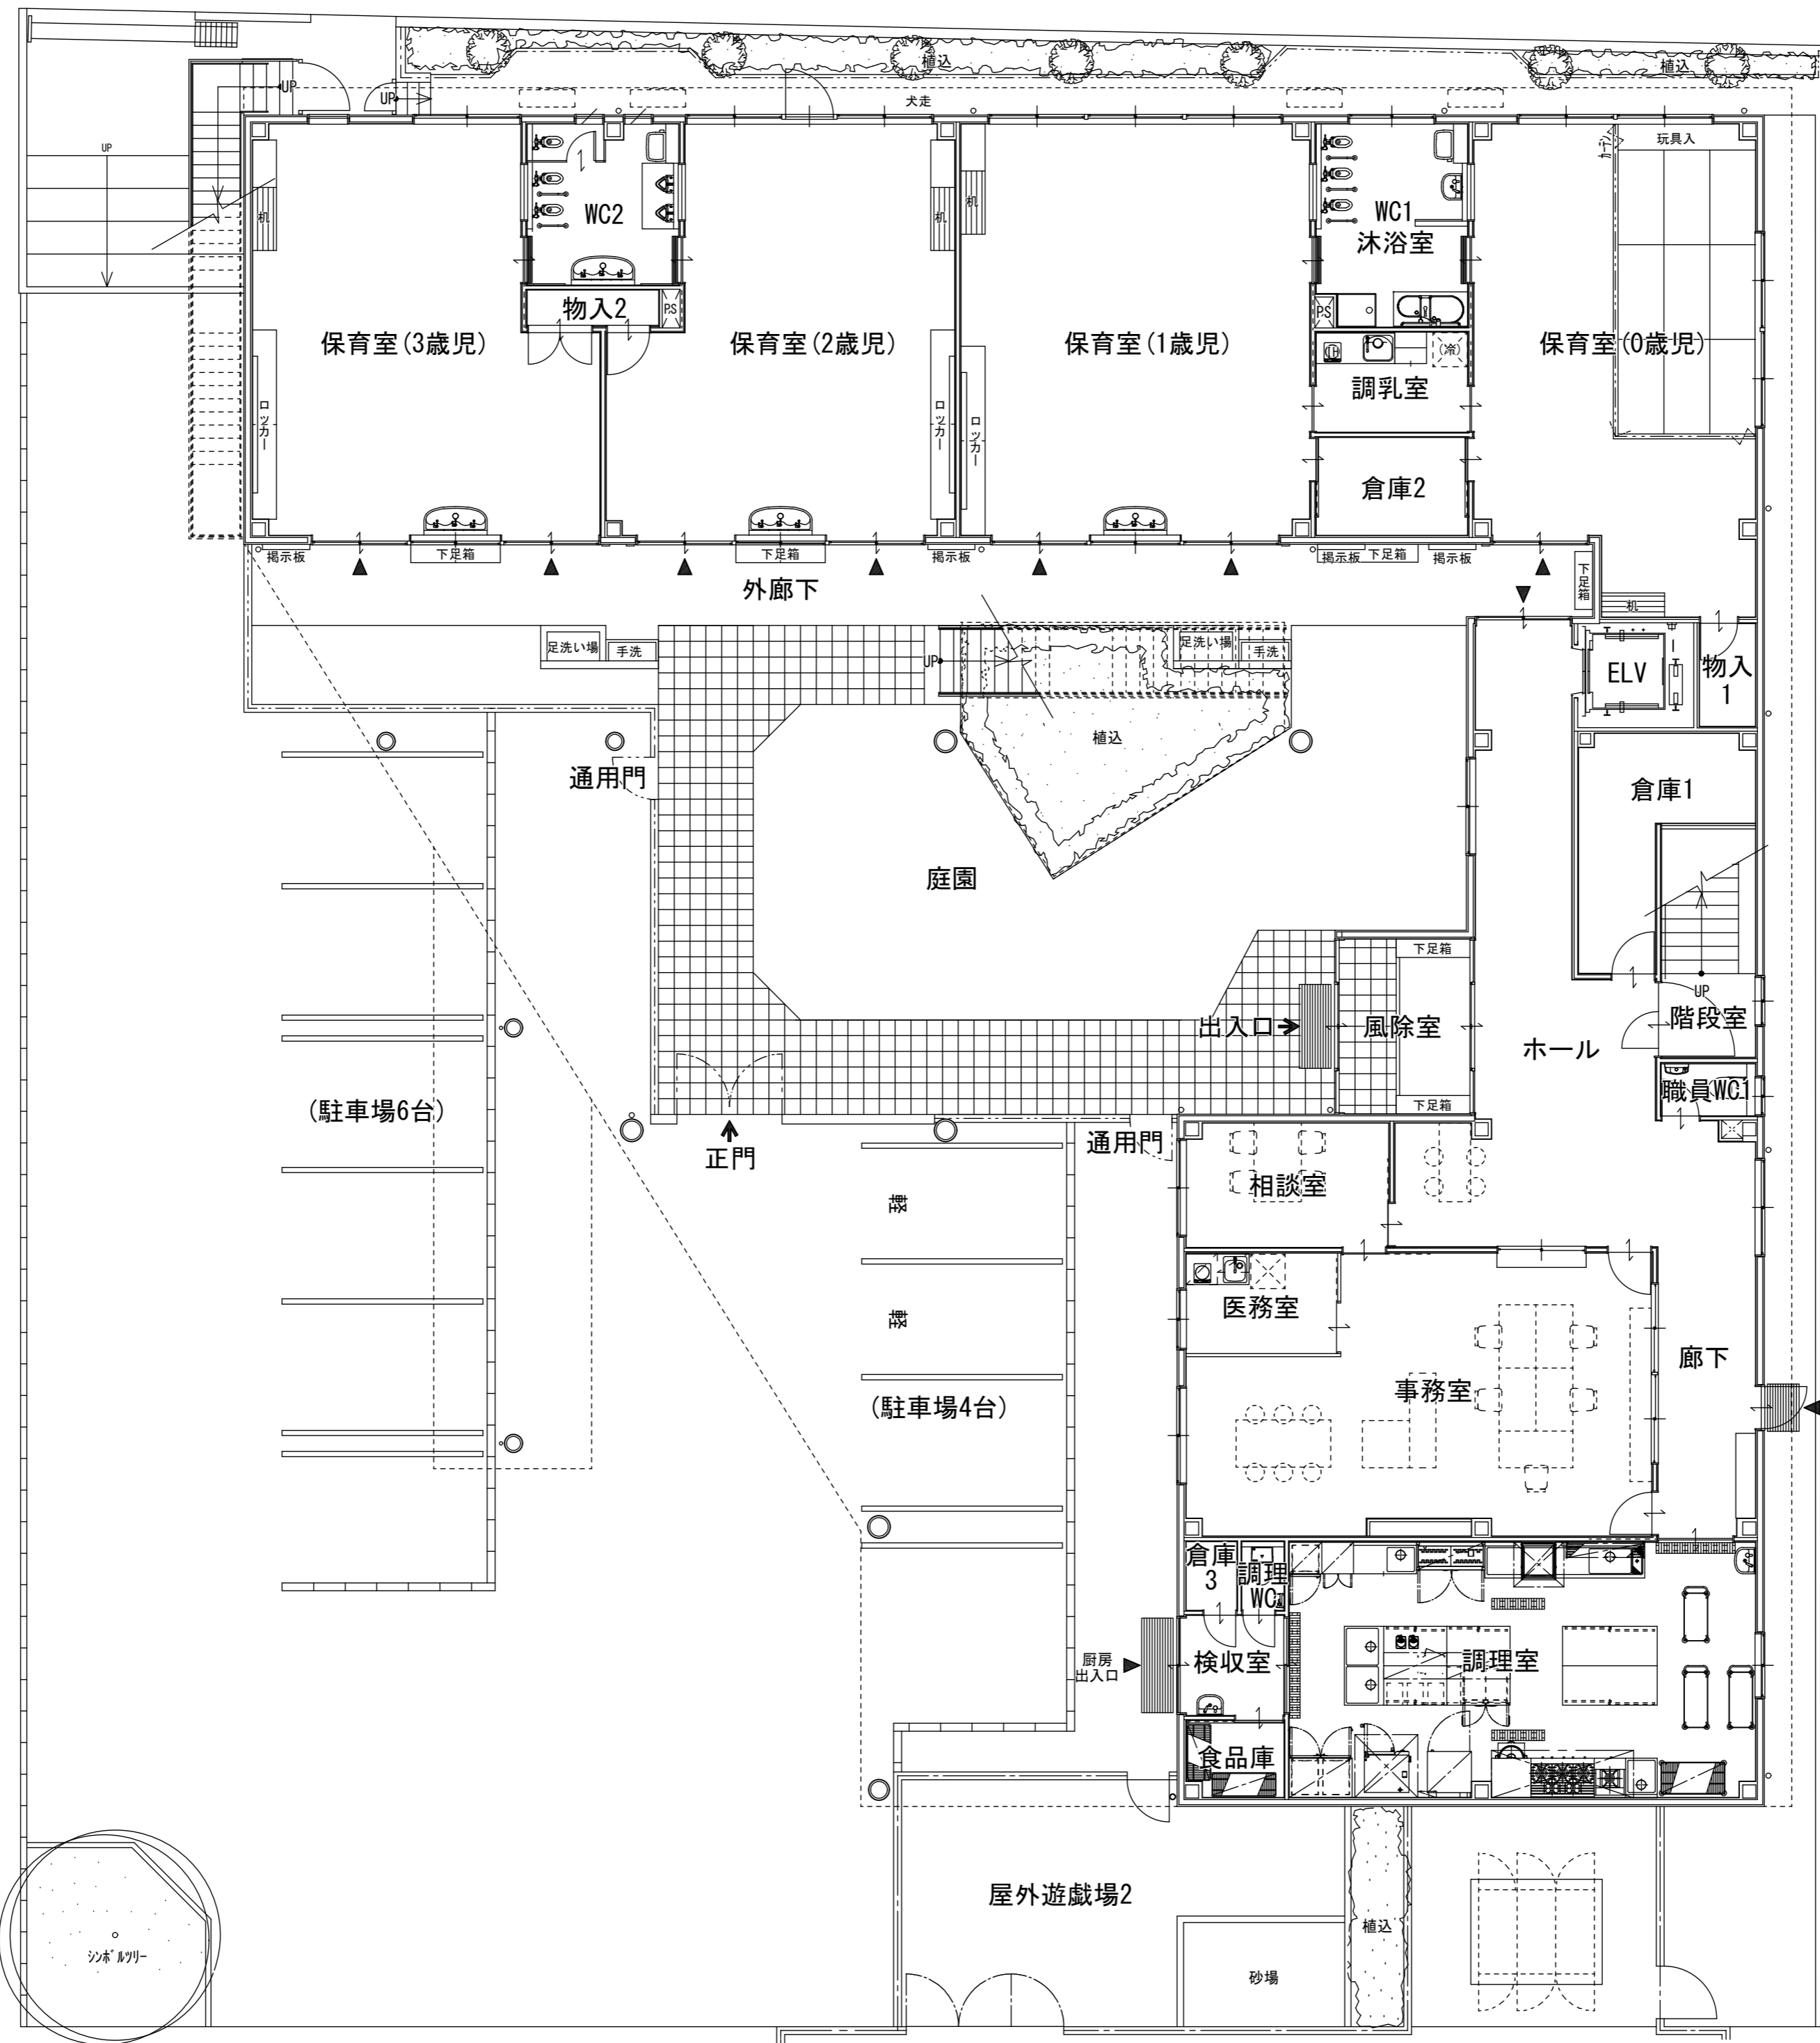 植込
植込
UP
UP
犬走
UP
玩具入
カーテン
机
WC2
机
机
WC1
沐浴室
物入2
PS
PS
保育室(3歳児)
保育室(2歳児)
保育室(1歳児)
保育室(0歳児)
(冷)
調乳室
ロッカー
ロッカー
ロッカー
倉庫2
掲示板
下足箱
下足箱
掲示板
掲示板
下足箱
掲示板
外廊下
下足箱
机
足洗い場
手洗
足洗い場
手洗
UP
ELV
物入
1
植込
通用門
倉庫1
庭園
下足箱
UP
出入口
風除室
階段室
ホール
職員WC1
下足箱
(駐車場6台)
正門
通用門
相談室
軽
軽
医務室
廊下
事務室
(駐車場4台)
倉庫
3
調理
WC
厨房
出入口
検収室
調理室
食品庫
屋外遊戯場2
植込
シンボルツリー
砂場